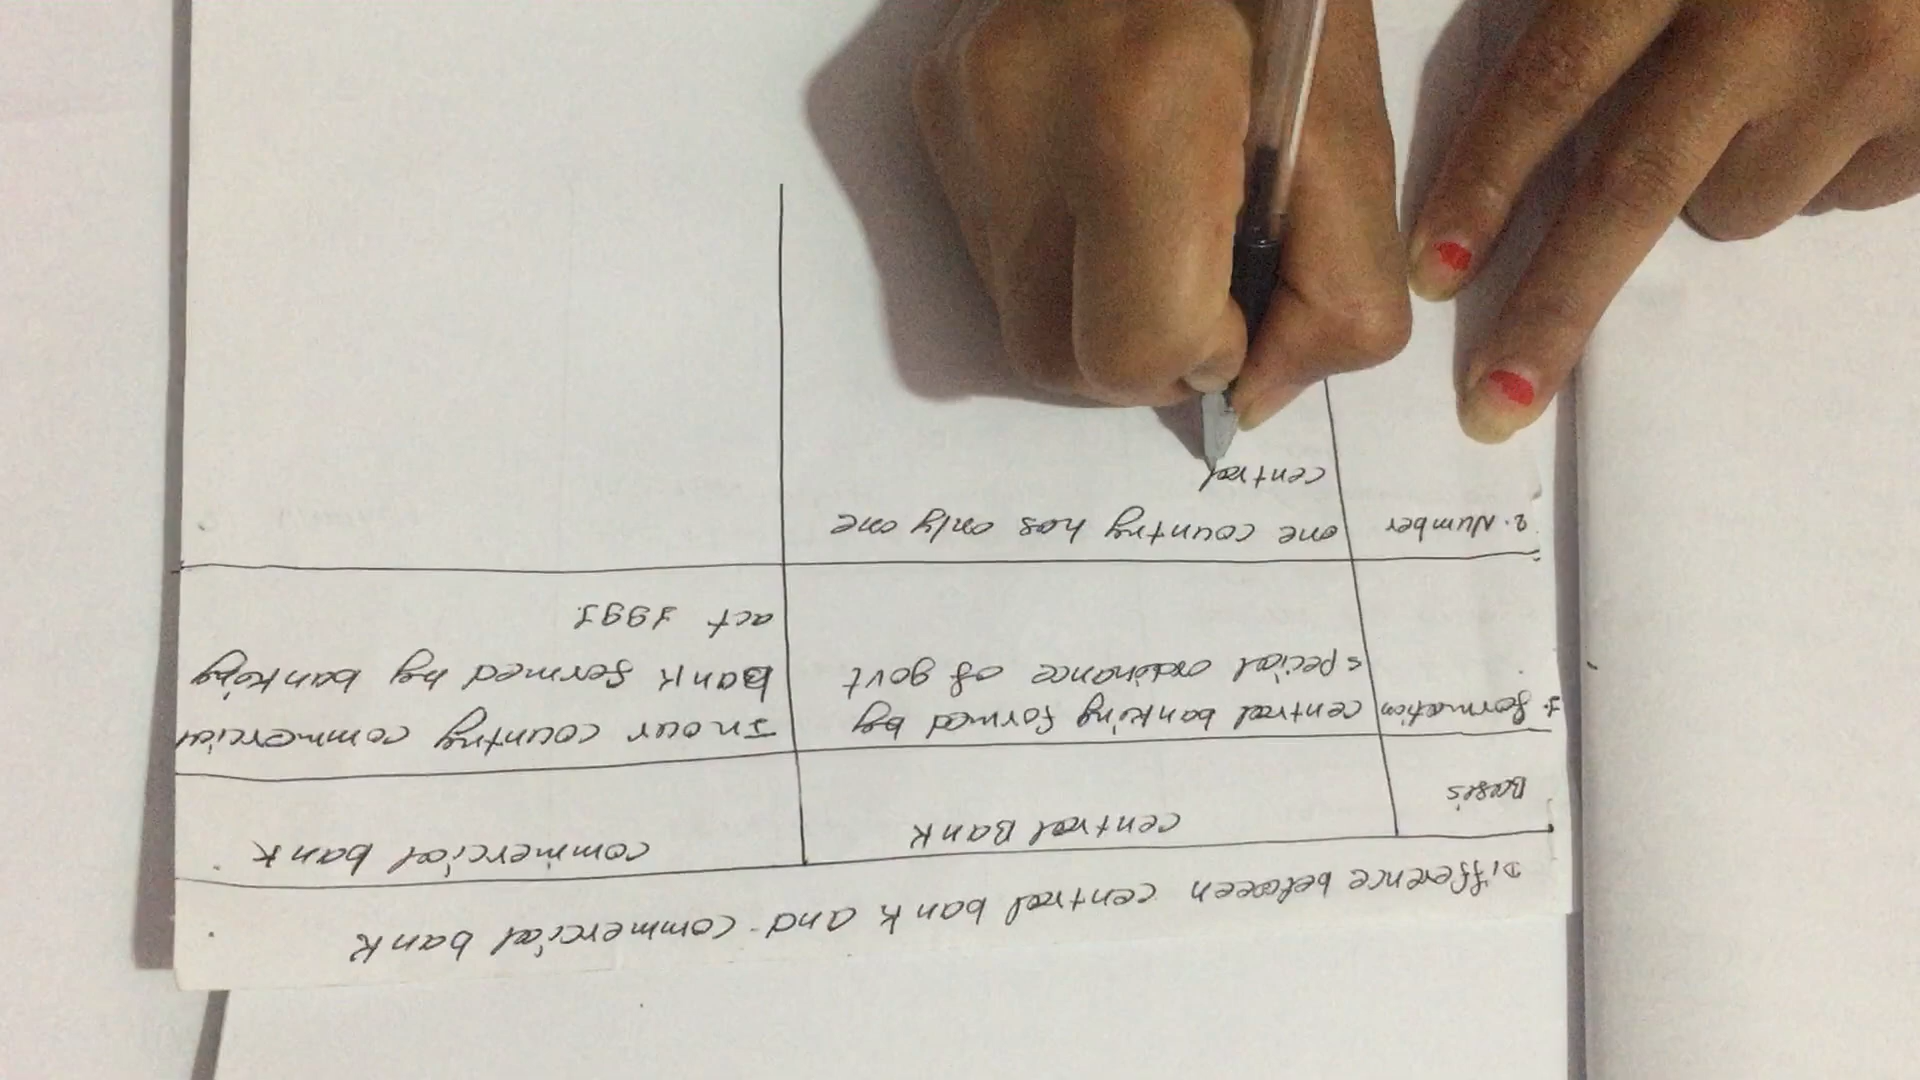 Difference between central bank and commercial bank
Bases
central Bank
commercial bank
1. formation
central banking formed by
special ordinance of govt
In our country commercial
bank formed by banking
act 1991
2. Number
one country has only one
central